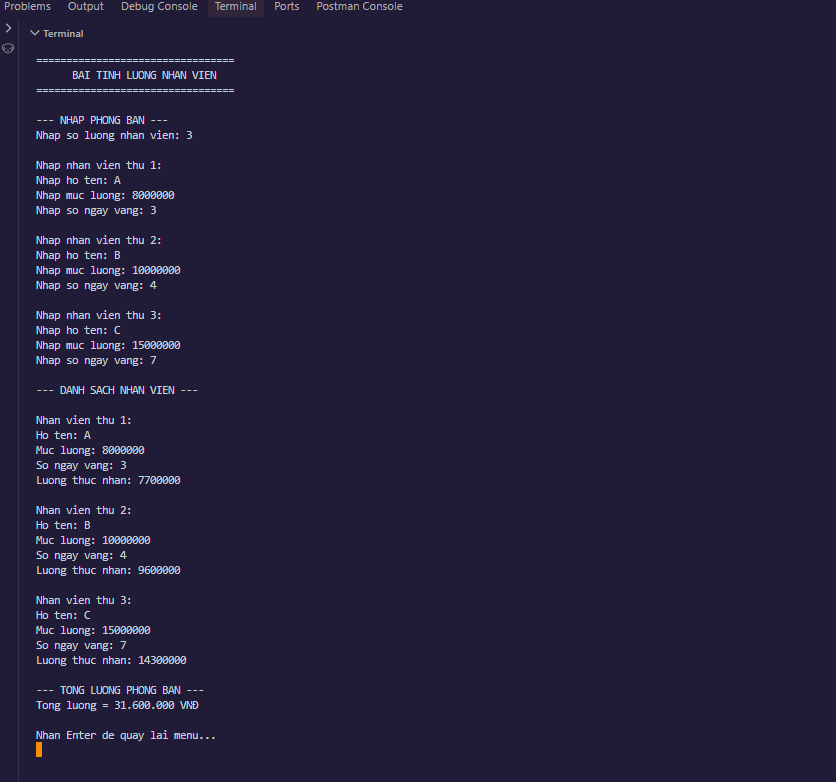 Problems Output Debug Console Terminal Ports Postman Console
Terminal
=================================
BAI TINH LUONG NHAN VIEN
=================================
--- NHAP PHONG BAN ---
Nhap so luong nhan vien: 3
Nhap nhan vien thu 1:
Nhap ho ten: A
Nhap muc luong: 8000000
Nhap so ngay vang: 3
Nhap nhan vien thu 2:
Nhap ho ten: B
Nhap muc luong: 10000000
Nhap so ngay vang: 4
Nhap nhan vien thu 3:
Nhap ho ten: C
Nhap muc luong: 15000000
Nhap so ngay vang: 7
--- DANH SACH NHAN VIEN ---
Nhan vien thu 1:
Ho ten: A
Muc luong: 8000000
So ngay vang: 3
Luong thuc nhan: 7700000
Nhan vien thu 2:
Ho ten: B
Muc luong: 10000000
So ngay vang: 4
Luong thuc nhan: 9600000
Nhan vien thu 3:
Ho ten: C
Muc luong: 15000000
So ngay vang: 7
Luong thuc nhan: 14300000
--- TONG LUONG PHONG BAN ---
Tong luong = 31.600.000 VND
Nhan Enter de quay lai menu...